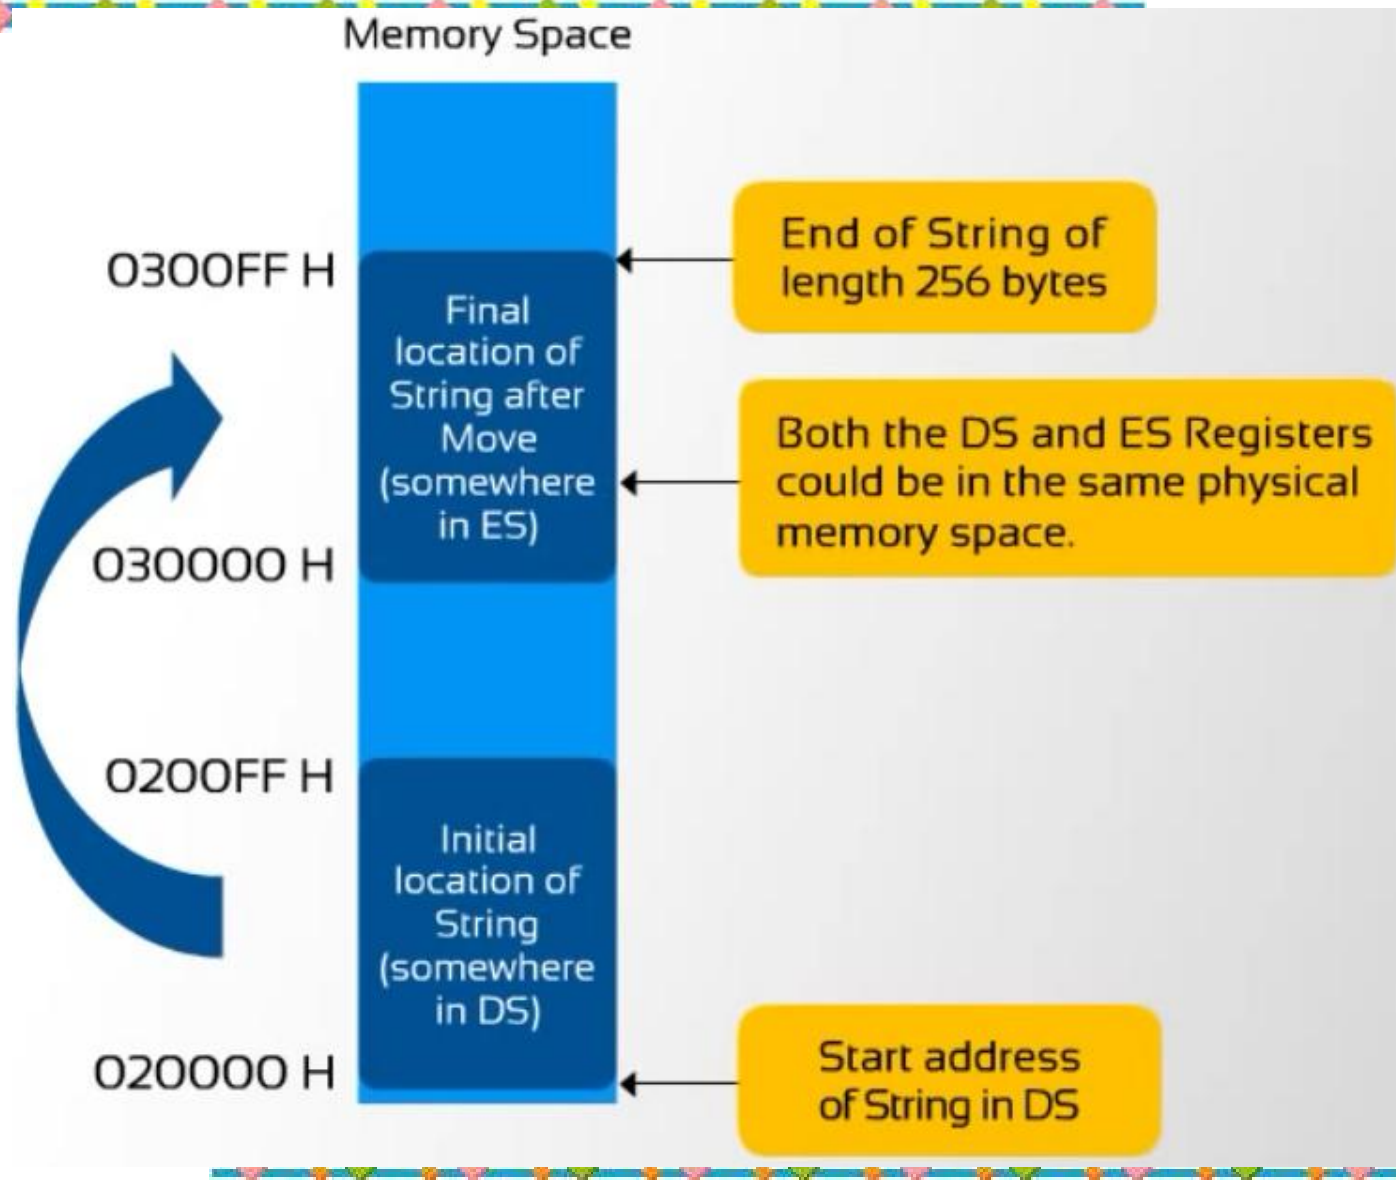 Memory Space
0300FF H
Final
location of
String after
Move
(somewhere
in ES)
End of String of
length 256 bytes
Both the DS and ES Registers
could be in the same physical
memory space.
030000 H
0200FF H
Initial
location of
String
(somewhere
in DS)
020000 H
Start address
of String in DS